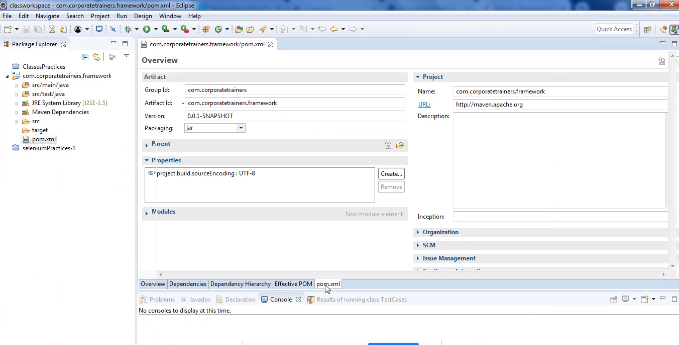 classworkspace - com.corporatetrainers.framework/pom.xml - Eclipse
File Edit Navigate Search Project Run Design Window Help
Quick Access
Package Explorer
com.corporatetrainers.framework/pom.xml
ClassesPractices
com.corporatetrainers.framework
src/main/java
src/test/java
JRE System Library [J2SE-1.5]
Maven Dependencies
src
target
pom.xml
seleniumPractices-1
Overview
Artifact
Group Id: com.corporatetrainers
Artifact Id: * com.corporatetrainers.framework
Version: 0.0.1-SNAPSHOT
Packaging: jar
Parent
Properties
project.build.sourceEncoding : UTF-8
Create...
Remove
Modules New module element
Project
Name: com.corporatetrainers.framework
URL: http://maven.apache.org
Description:
Inception:
Organization
SCM
Issue Management
Overview Dependencies Dependency Hierarchy Effective POM pom.xml
Problems @ Javadoc Declaration Console Results of running class TestCases
No consoles to display at this time.